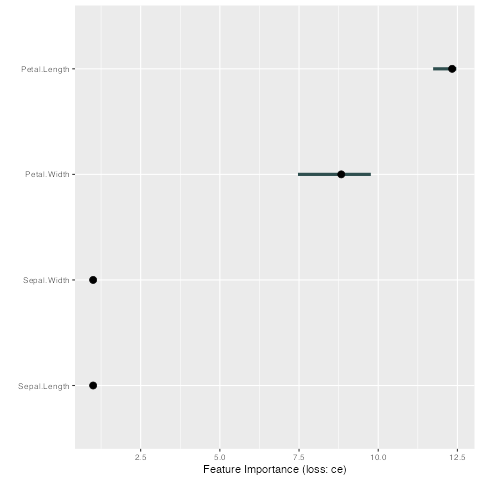 Petal.Length
Petal.Width
Sepal.Width
Sepal.Length
2.5 5.0 7.5 10.0 12.5
Feature Importance (loss: ce)